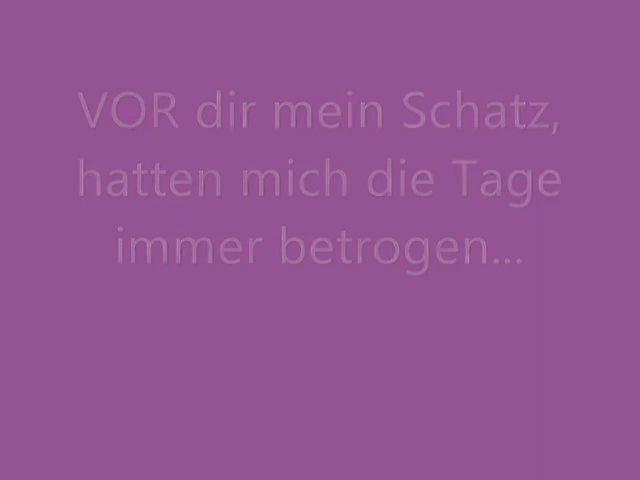 VOR dir mein Schatz,
hatten mich die Tage
immer betrogen...